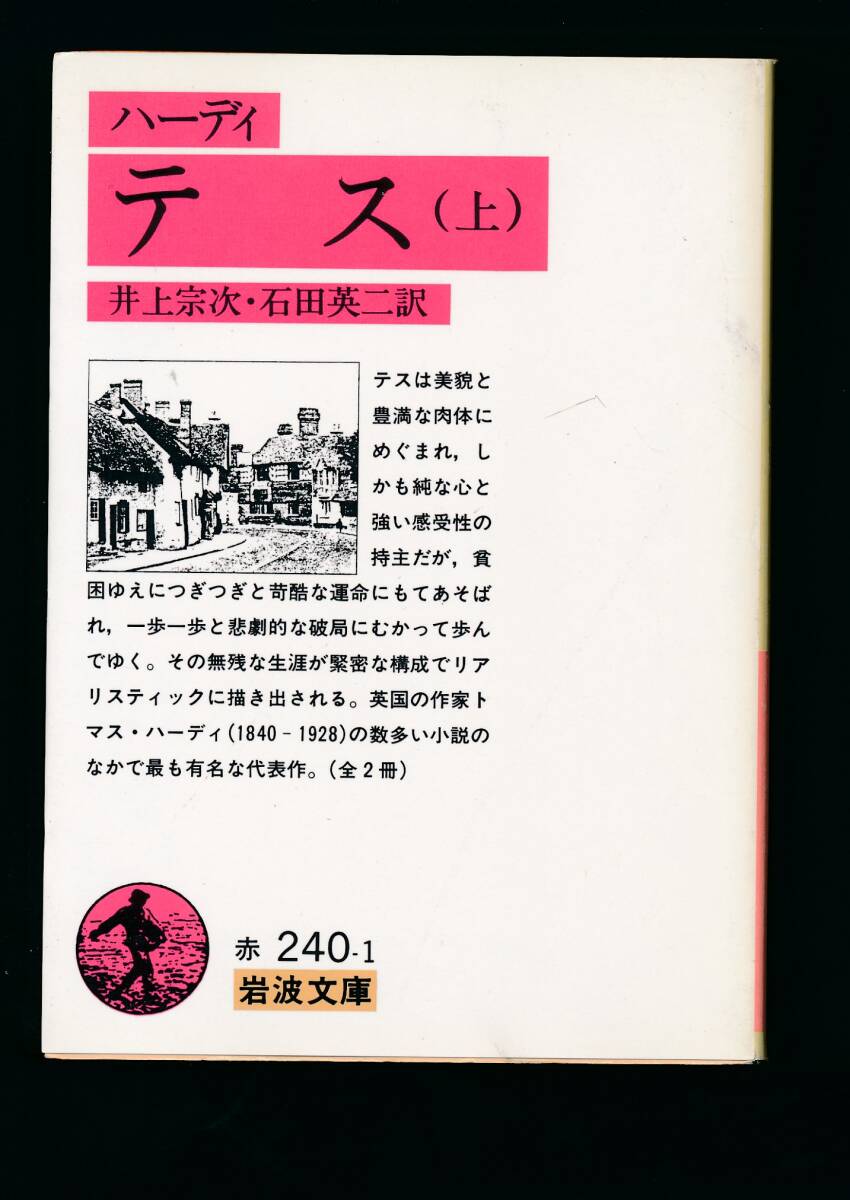 ハーディ
テス（上）
井上宗次・石田英二訳
テスは美貌と
豊満な肉体に
めぐまれ，し
かも純な心と
強い感受性の
持主だが，貧
困ゆえにつぎつぎと苛酷な運命にもてあそば
れ，一歩一歩と悲劇的な破局にむかって歩ん
でゆく。その無残な生涯が緊密な構成でリア
リスティックに描き出される。英国の作家ト
マス・ハーディ(1840－1928)の数多い小説の
なかで最も有名な代表作。(全2冊)
赤 240-1
岩波文庫